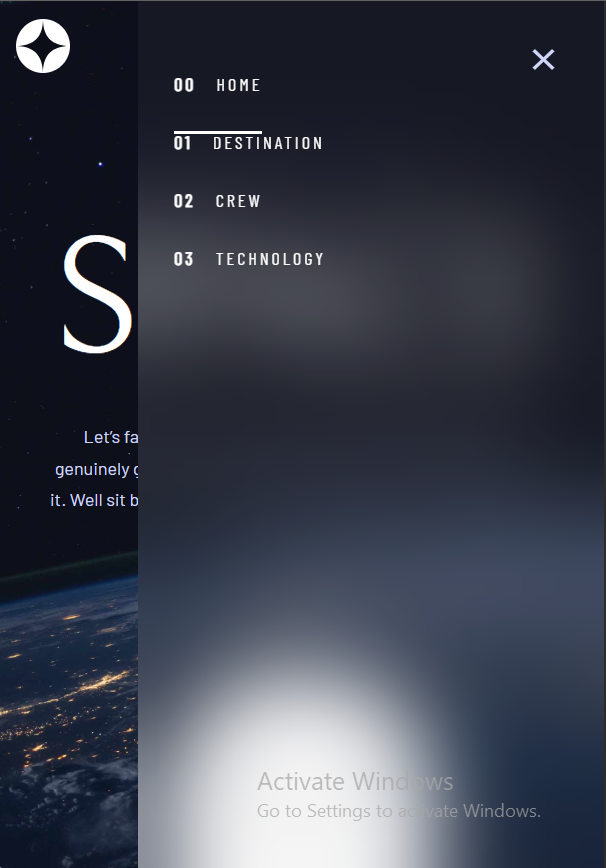 00 HOME
01 DESTINATION
02 CREW
03 TECHNOLOGY
S
Let’s fa
genuinely g
it. Well sit b
Activate Windows
Go to Settings to activate Windows.